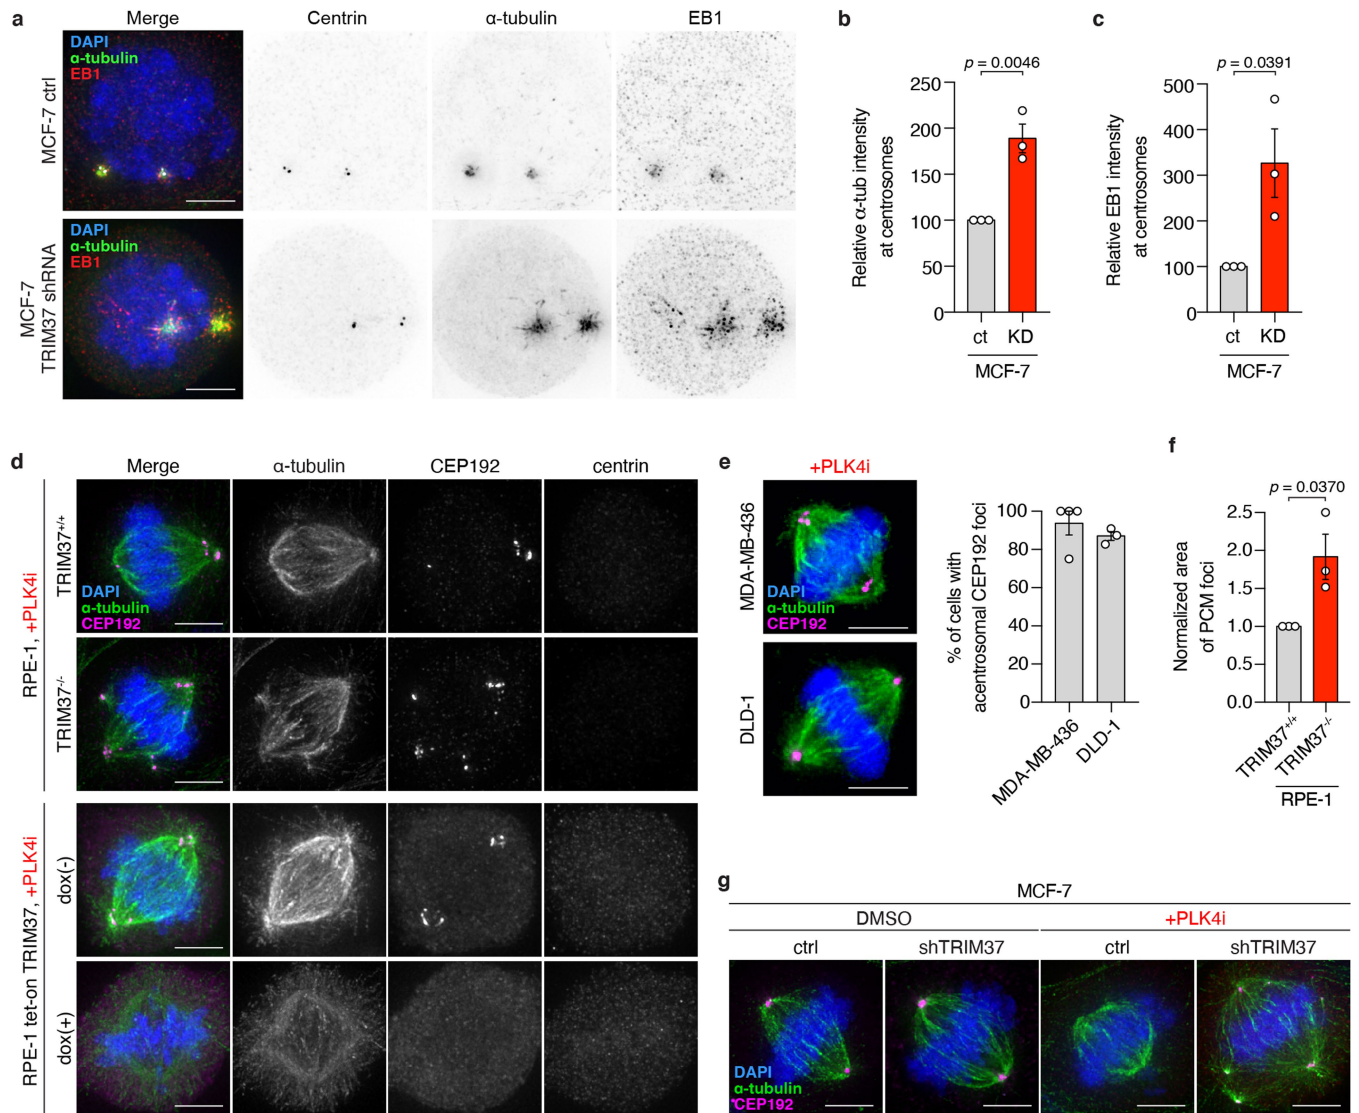 a
Merge
Centrin
α-tubulin
EB1
MCF-7 ctrl
DAPI
α-tubulin
EB1
MCF-7
TRIM37 shRNA
DAPI
α-tubulin
EB1
b
p = 0.0046
Relative α-tub intensity
at centrosomes
250
200
150
100
50
0
ct
KD
MCF-7
c
p = 0.0391
Relative EB1 intensity
at centrosomes
500
400
300
200
100
0
ct
KD
MCF-7
d
Merge
α-tubulin
CEP192
centrin
RPE-1, +PLK4i
TRIM37+/+
DAPI
α-tubulin
CEP192
TRIM37-/-
RPE-1 tet-on TRIM37, +PLK4i
dox(-)
dox(+)
e
+PLK4i
MDA-MB-436
DAPI
α-tubulin
CEP192
DLD-1
% of cells with
acentrosomal CEP192 foci
100
80
60
40
20
0
MDA-MB-436
DLD-1
f
p = 0.0370
Normalized area
of PCM foci
2.5
2.0
1.5
1.0
0.5
0.0
TRIM37+/+
TRIM37-/-
RPE-1
g
MCF-7
DMSO
+PLK4i
ctrl
shTRIM37
ctrl
shTRIM37
DAPI
α-tubulin
CEP192